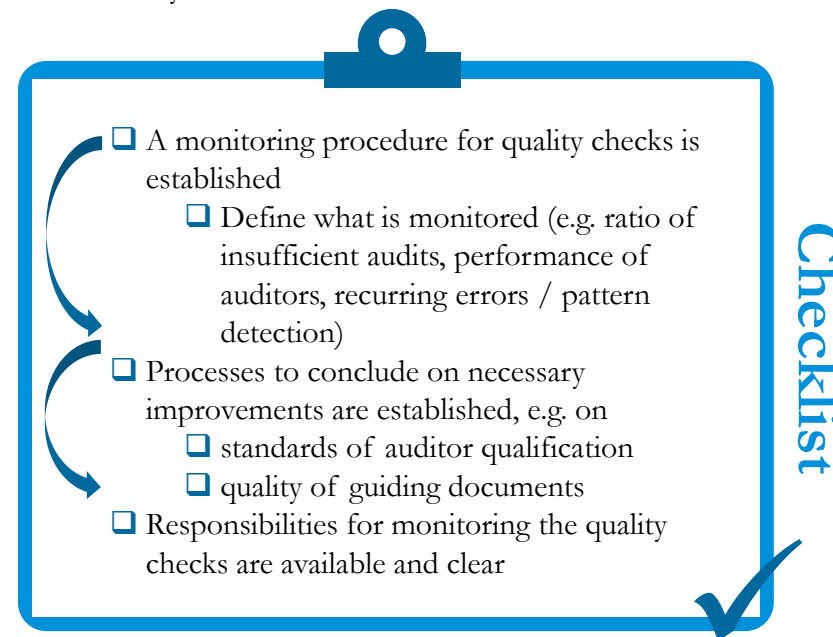 A monitoring procedure for quality checks is
established
Define what is monitored (e.g. ratio of
insufficient audits, performance of
auditors, recurring errors / pattern
detection)
Processes to conclude on necessary
improvements are established, e.g. on
standards of auditor qualification
quality of guiding documents
Responsibilities for monitoring the quality
checks are available and clear
Checklist